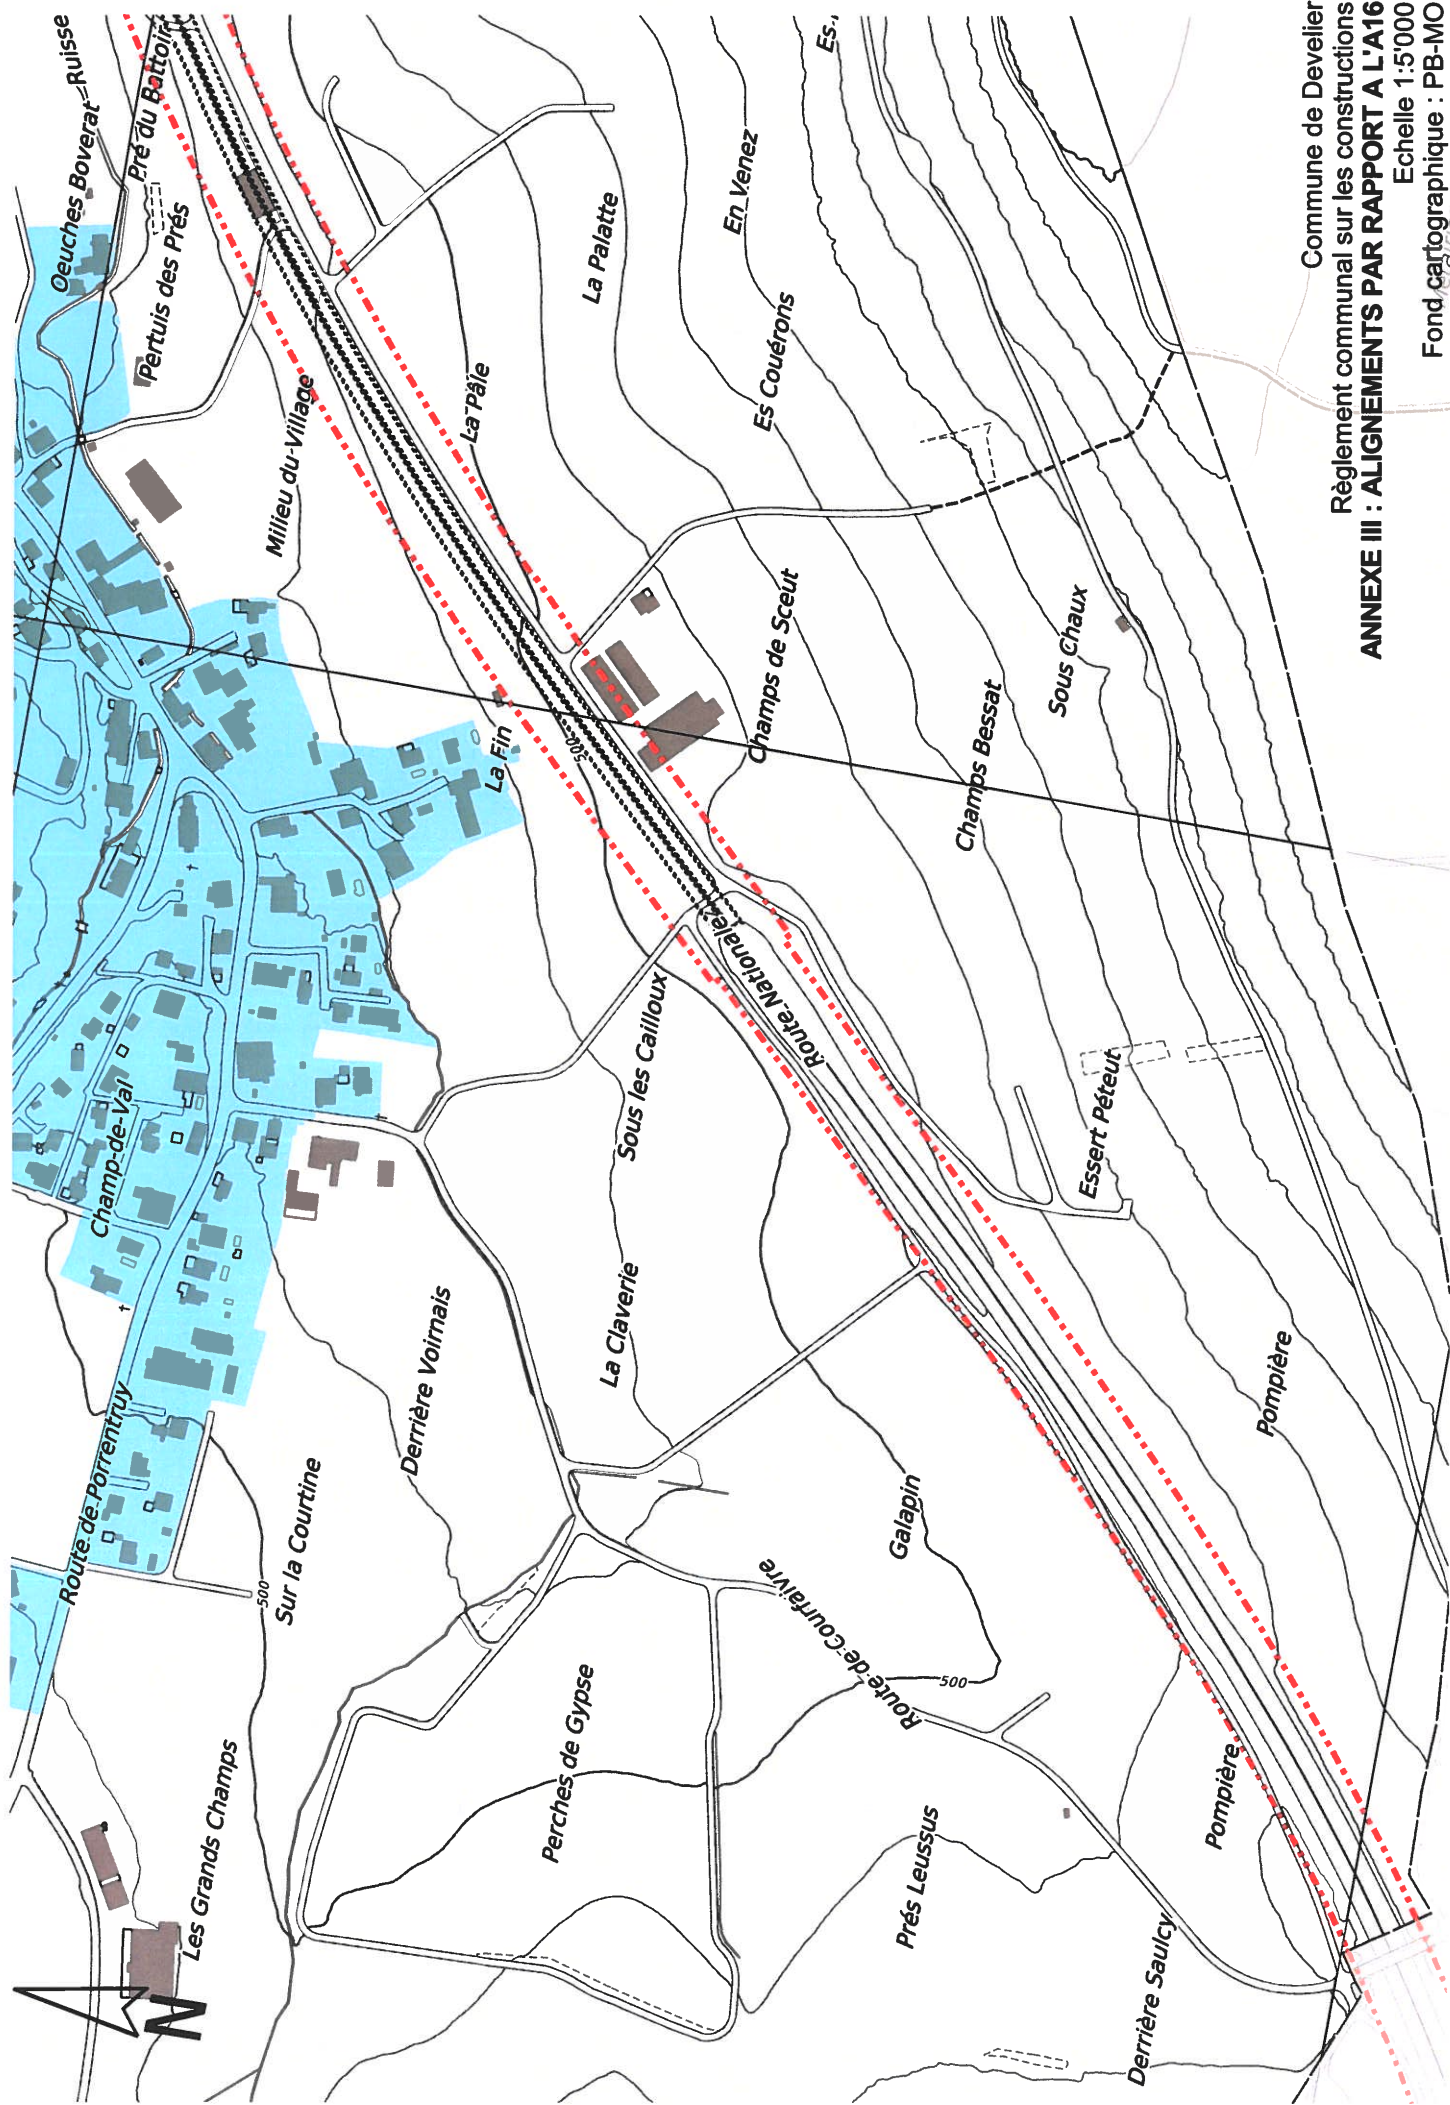 Commune de Develier
Règlement communal sur les constructions
ANNEXE III : ALIGNEMENTS PAR RAPPORT A L'A16
Echelle 1:5'000
Fond cartographique : PB-MO
N
Les Grands Champs
Route de Porrentruy
Sur la Courtine
500
Champ-de-Val
Derrière Voirnais
Perches de Gypse
La Claverie
Sous les Cailloux
Galapin
Route de Courfaivre
500
Prés Leussus
Derrière Saulcy
Pompière
Pompière
Essert Péteut
Route Nationale
500
La Fin
Milieu du Village
Pertuis des Prés
Oeuches Boverat
Ruisse
Pré du Battoir
La Pâle
La Palatte
En Venez
Es Couérons
Champs de Sceut
Champs Bessat
Sous Chaux
Es